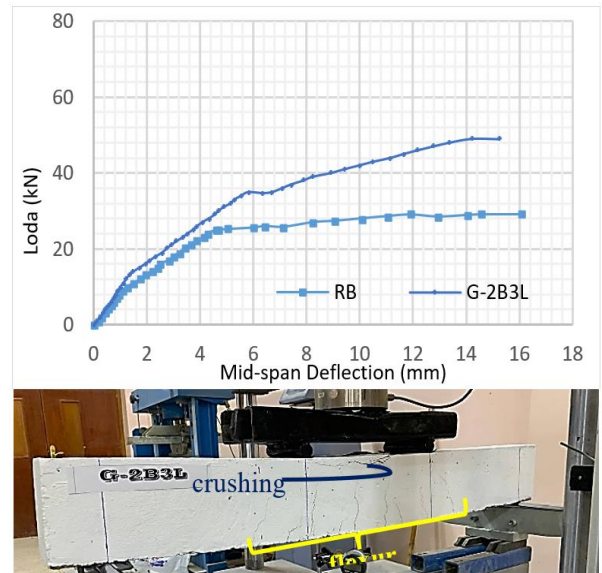 80
60
40
20
0
Loda (kN)
RB
G-2B3L
0 2 4 6 8 10 12 14 16 18
Mid-span Deflection (mm)
G-2B3L
crushing
flexur